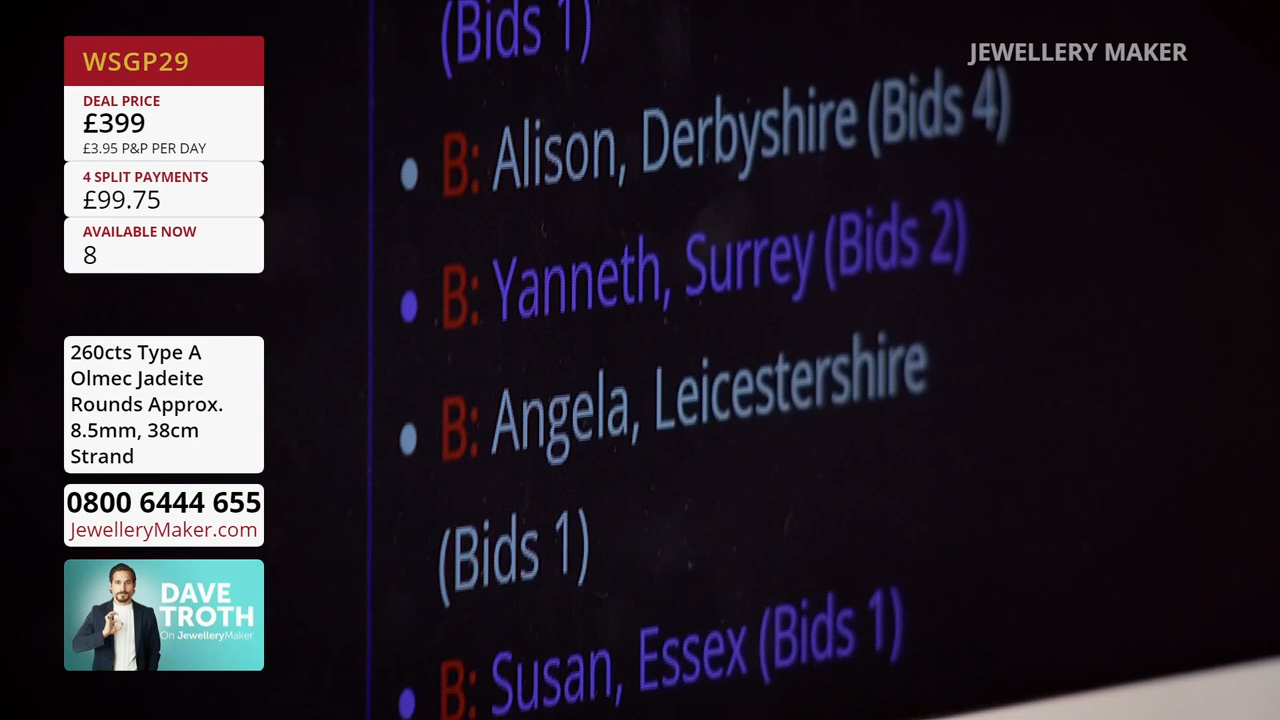 WSGP29
DEAL PRICE
£399
£3.95 P&P PER DAY
4 SPLIT PAYMENTS
£99.75
AVAILABLE NOW
8
260cts Type A
Olmec Jadeite
Rounds Approx.
8.5mm, 38cm
Strand
0800 6444 655
JewelleryMaker.com
DAVE
TROTH
On JewelleryMaker
JEWELLERY MAKER
(Bids 1)
• B: Alison, Derbyshire (Bids 4)
• B: Yanneth, Surrey (Bids 2)
• B: Angela, Leicestershire
(Bids 1)
• B: Susan, Essex (Bids 1)